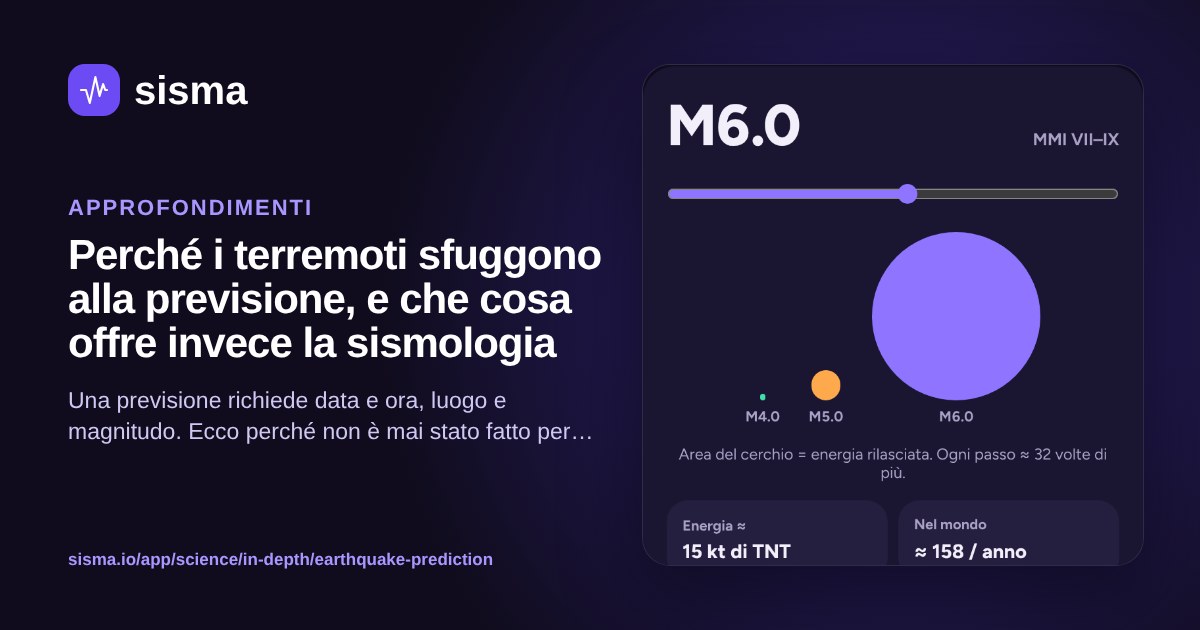 sisma
APPROFONDIMENTI
Perché i terremoti sfuggono
alla previsione, e che cosa
offre invece la sismologia
Una previsione richiede data e ora, luogo e
magnitudo. Ecco perché non è mai stato fatto per…
sisma.io/app/science/in-depth/earthquake-prediction
M6.0
MMI VII–IX
M4.0
M5.0
M6.0
Area del cerchio = energia rilasciata. Ogni passo ≈ 32 volte di
più.
Energia ≈
15 kt di TNT
Nel mondo
≈ 158 / anno